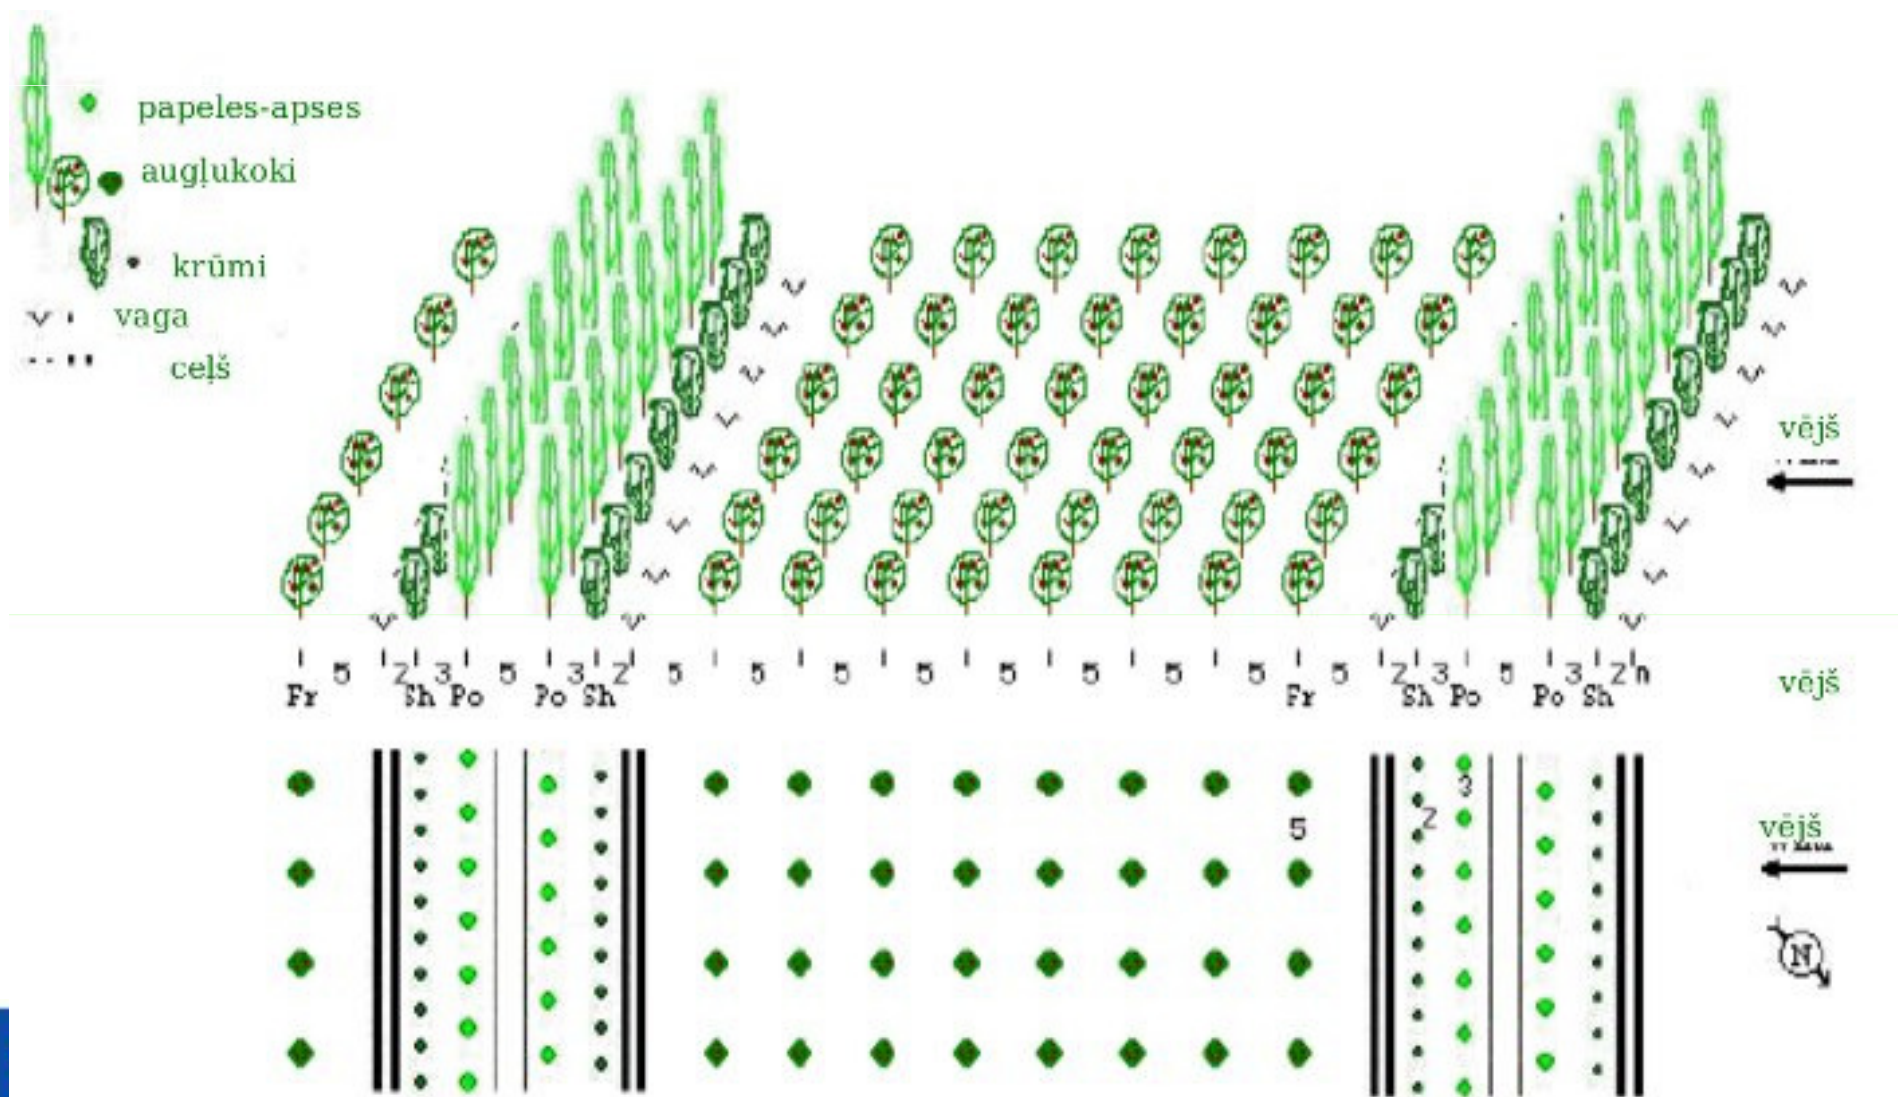 papeles-apses
augļukoki
krūmi
vaga
ceļš
vējš
5 2 3 5 3 2 5 5 5 5 5 5 5 5 5 2 3 5 3 2 n
Fr Sh Po Po Sh Fr Sh Po Po Sh
vējš
3
2
5
vējš
N